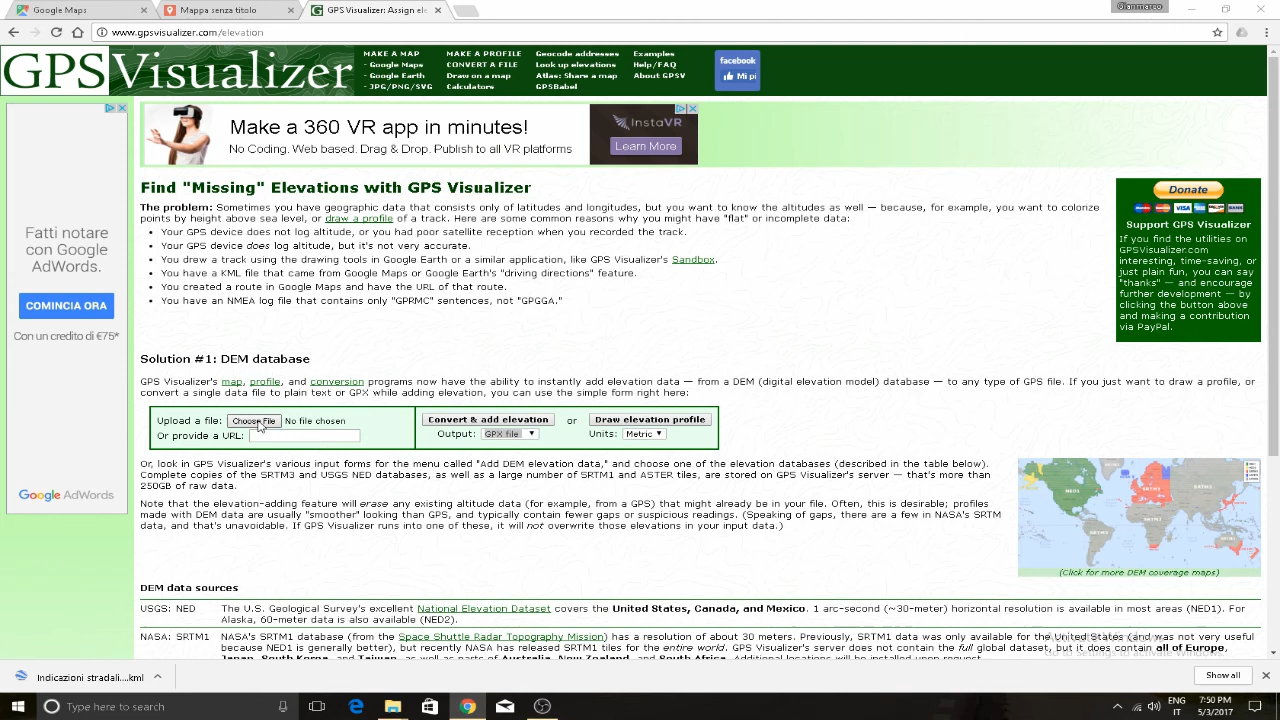 Google Maps
Mappa senza titolo
GPS Visualizer: Assign ele
Gianmarco
www.gpsvisualizer.com/elevation
GPSVisualizer
MAKE A MAP
- Google Maps
- Google Earth
- JPG/PNG/SVG
MAKE A PROFILE
CONVERT A FILE
Draw on a map
Calculators
Geocode addresses
Look up elevations
Atlas: Share a map
GPSBabel
Examples
Help/FAQ
About GPSV
facebook
Mi pi
Make a 360 VR app in minutes!
No Coding. Web based. Drag & Drop. Publish to all VR platforms
InstaVR
Learn More
Fatti notare
con Google
AdWords.
COMINCIA ORA
Con un credito di €75*
Google AdWords
Find "Missing" Elevations with GPS Visualizer
The problem: Sometimes you have geographic data that consists only of latitudes and longitudes, but you want to know the altitudes as well — because, for example, you want to colorize
points by height above sea level, or draw a profile of a track. Here are some common reasons why you might have "flat" or incomplete data:
• Your GPS device does not log altitude, or you had poor satellite reception when you recorded the track.
• Your GPS device does log altitude, but it's not very accurate.
• You drew a track using the drawing tools in Google Earth or a similar application, like GPS Visualizer's Sandbox.
• You have a KML file that came from Google Maps or Google Earth's "driving directions" feature.
• You created a route in Google Maps and have the URL of that route.
• You have an NMEA log file that contains only "GPRMC" sentences, not "GPGGA."
Donate
VISA
BANK
Support GPS Visualizer
If you find the utilities on
GPSVisualizer.com
interesting, time-saving, or
just plain fun, you can say
"thanks" — and encourage
further development — by
clicking the button above
and making a contribution
via PayPal.
Solution #1: DEM database
GPS Visualizer's map, profile, and conversion programs now have the ability to instantly add elevation data — from a DEM (digital elevation model) database — to any type of GPS file. If you just want to draw a profile, or
convert a single data file to plain text or GPX while adding elevation, you can use the simple form right here:
Upload a file: Choose File No file chosen
Or provide a URL:
Convert & add elevation or Draw elevation profile
Output: GPX file Units: Metric
Or, look in GPS Visualizer's various input forms for the menu called "Add DEM elevation data," and choose one of the elevation databases (described in the table below).
Complete copies of the SRTM3 and USGS NED databases, as well as a large number of SRTM1 and ASTER tiles, are stored on GPS Visualizer's server — that's more than
250GB of raw data.
Note that the elevation-adding feature will erase any existing altitude data (for example, from a GPS) that might already be in your file. Often, this is desirable; profiles
made with DEM data are usually "smoother" looking than GPS, and typically contain fewer gaps or suspicious readings. (Speaking of gaps, there are a few in NASA's SRTM
data, and that's unavoidable. If GPS Visualizer runs into one of these, it will not overwrite those elevations in your input data.)
(Click for more DEM coverage maps)
DEM data sources
USGS: NED
The U.S. Geological Survey's excellent National Elevation Dataset covers the United States, Canada, and Mexico. 1 arc-second (~30-meter) horizontal resolution is available in most areas (NED1). For
Alaska, 60-meter data is also available (NED2).
NASA: SRTM1
NASA's SRTM1 database (from the Space Shuttle Radar Topography Mission) has a resolution of about 30 meters. Previously, SRTM1 data was only available for the United States (and was not very useful
because NED1 is generally better), but recently NASA has released SRTM1 tiles for the entire world. GPS Visualizer's server does not contain the full global dataset, but it does contain all of Europe,
Indicazioni stradali....kml
Show all
Type here to search
ENG
IT
7:50 PM
5/3/2017